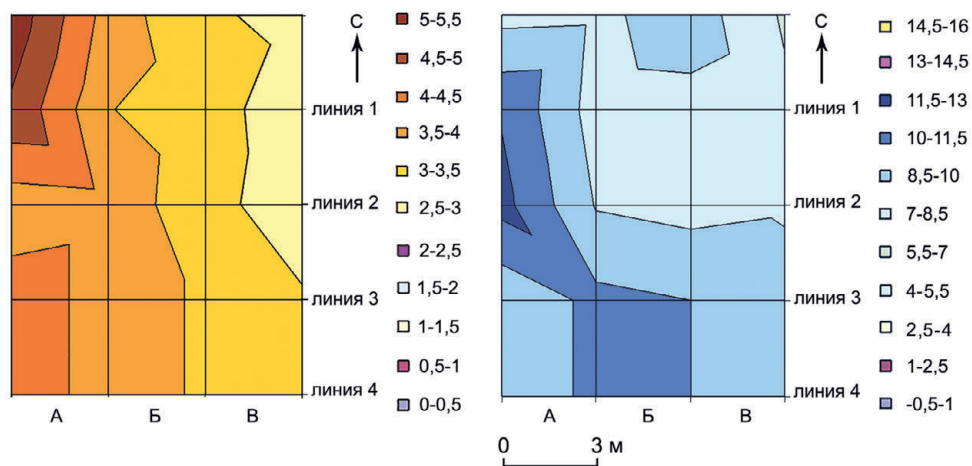 С
5-5,5
4,5-5
4-4,5
3,5-4
3-3,5
2,5-3
2-2,5
1,5-2
1-1,5
0,5-1
0-0,5
линия 1
линия 2
линия 3
линия 4
А Б В
С
14,5-16
13-14,5
11,5-13
10-11,5
8,5-10
7-8,5
5,5-7
4-5,5
2,5-4
1-2,5
-0,5-1
линия 1
линия 2
линия 3
линия 4
А Б В
0 3 м